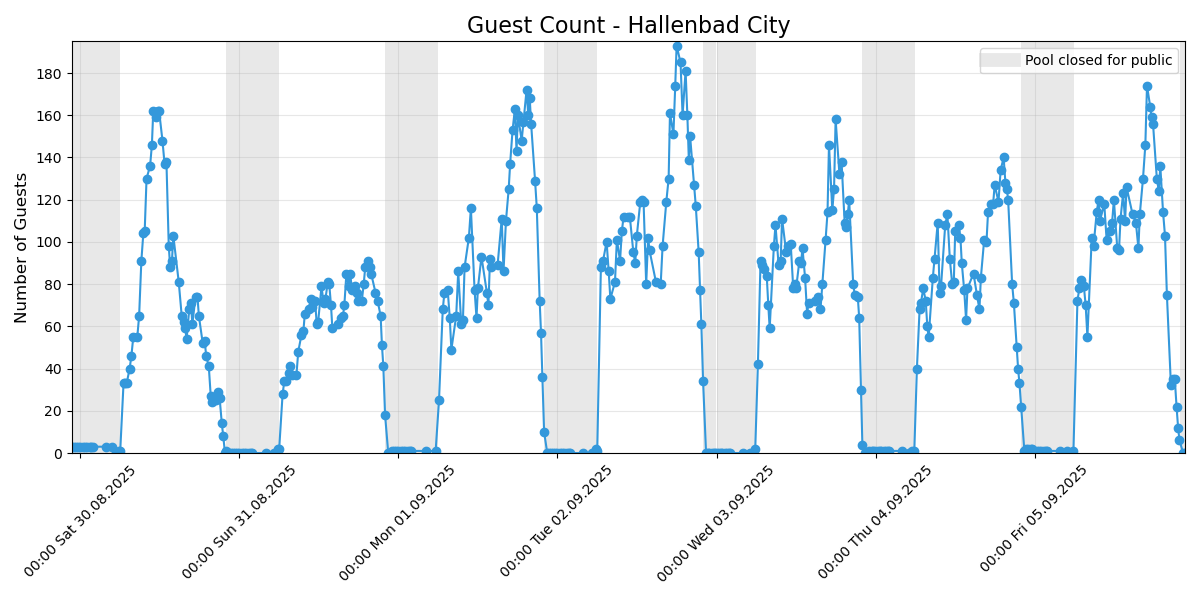 Guest Count - Hallenbad City
Pool closed for public
Number of Guests
180
160
140
120
100
80
60
40
20
0
00:00 Sat 30.08.2025
00:00 Sun 31.08.2025
00:00 Mon 01.09.2025
00:00 Tue 02.09.2025
00:00 Wed 03.09.2025
00:00 Thu 04.09.2025
00:00 Fri 05.09.2025